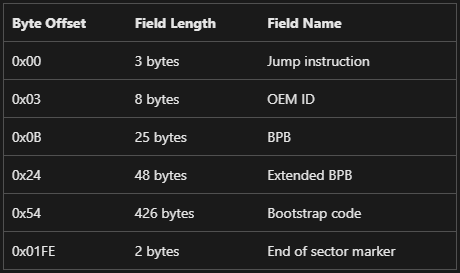 Byte Offset Field Length Field Name
0x00 3 bytes Jump instruction
0x03 8 bytes OEM ID
0x0B 25 bytes BPB
0x24 48 bytes Extended BPB
0x54 426 bytes Bootstrap code
0x01FE 2 bytes End of sector marker